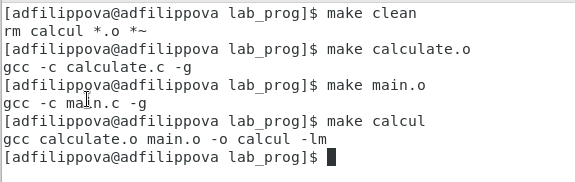 [adfilippova@adfilippova lab_prog]$ make clean
rm calcul *.o *~
[adfilippova@adfilippova lab_prog]$ make calculate.o
gcc -c calculate.c -g
[adfilippova@adfilippova lab_prog]$ make main.o
gcc -c main.c -g
[adfilippova@adfilippova lab_prog]$ make calcul
gcc calculate.o main.o -o calcul -lm
[adfilippova@adfilippova lab_prog]$